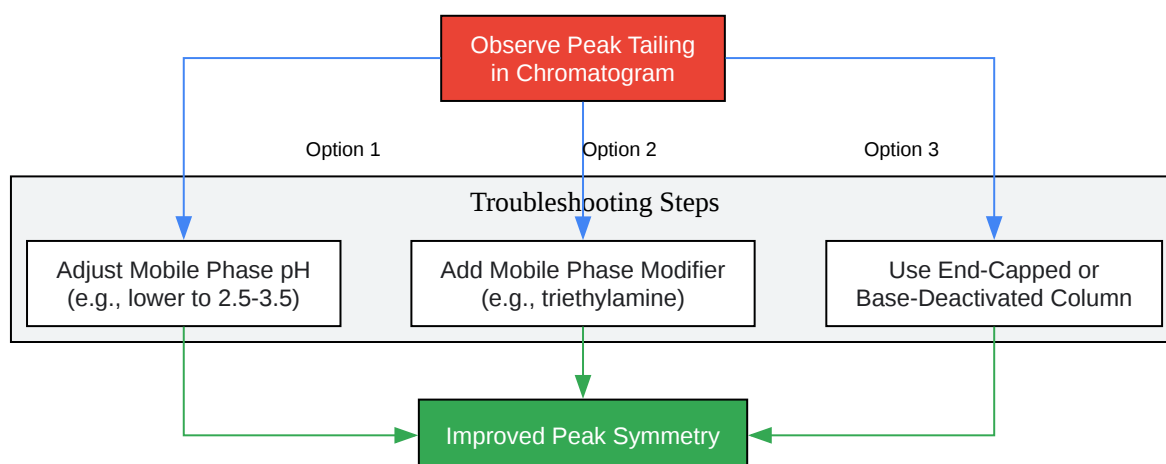 Observe Peak Tailing
in Chromatogram
Option 1
Option 2
Option 3
Troubleshooting Steps
Adjust Mobile Phase pH
(e.g., lower to 2.5-3.5)
Add Mobile Phase Modifier
(e.g., triethylamine)
Use End-Capped or
Base-Deactivated Column
Improved Peak Symmetry